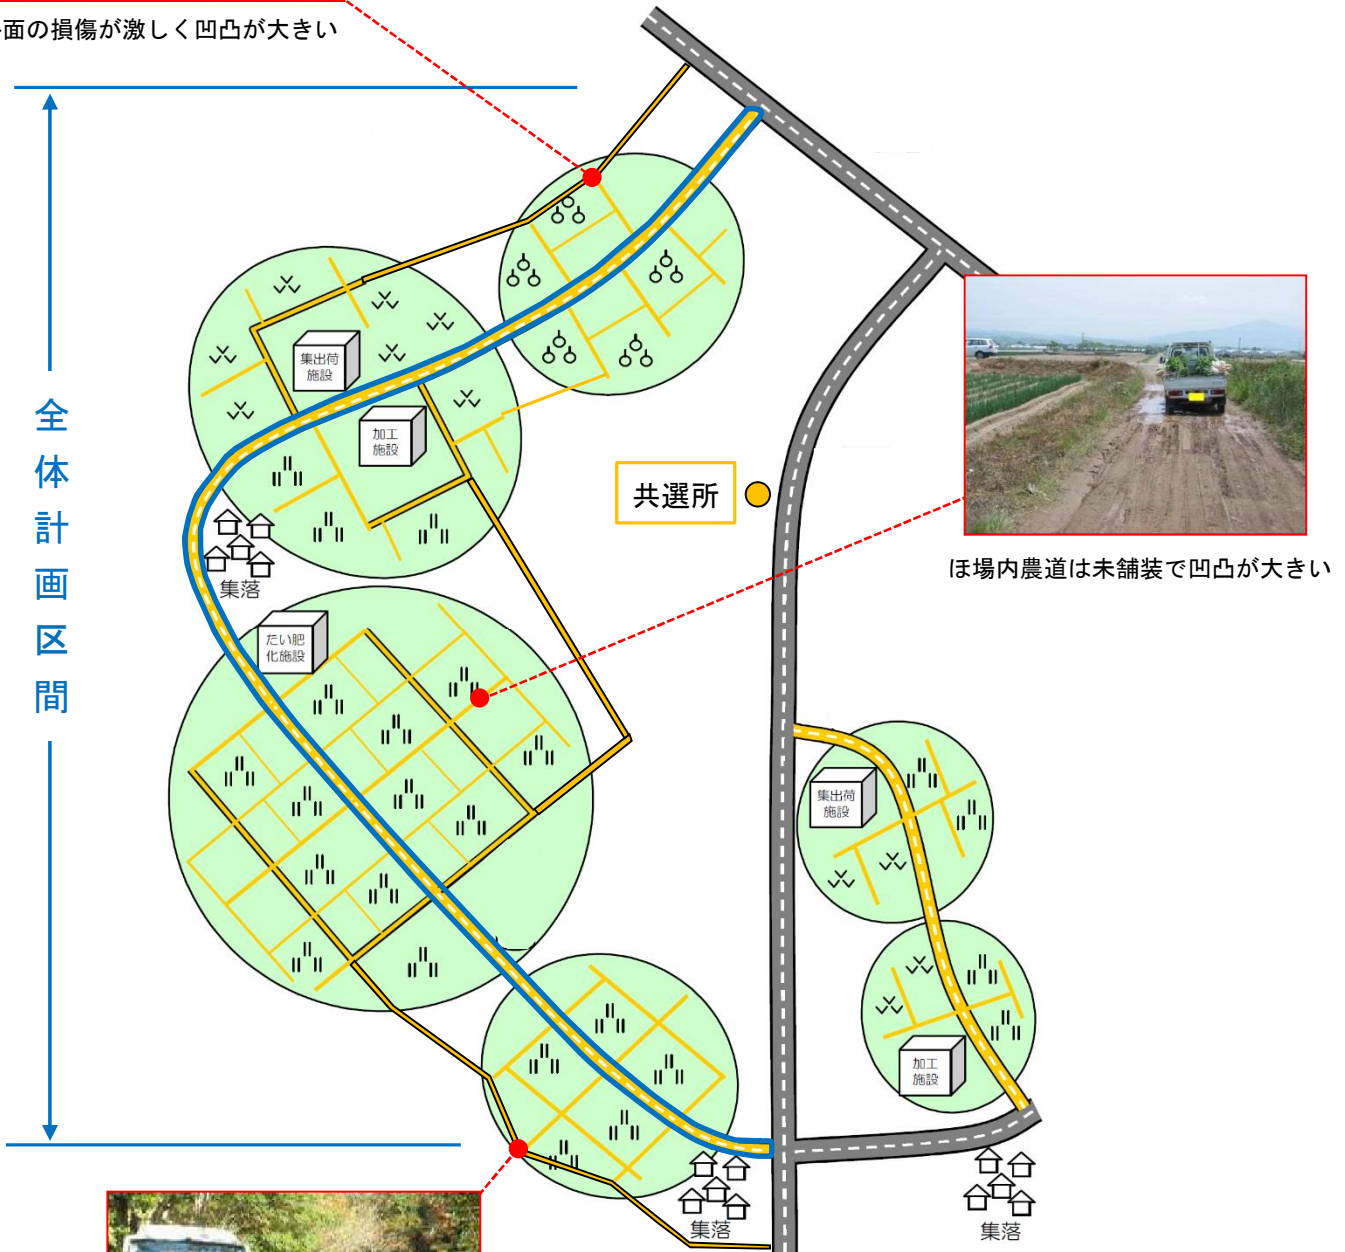 面の損傷が激しく凹凸が大きい
全体計画区間
集出荷
施設
加工
施設
共選所
ほ場内農道は未舗装で凹凸が大きい
集落
たい肥
化施設
集出荷
施設
加工
施設
集落
集落